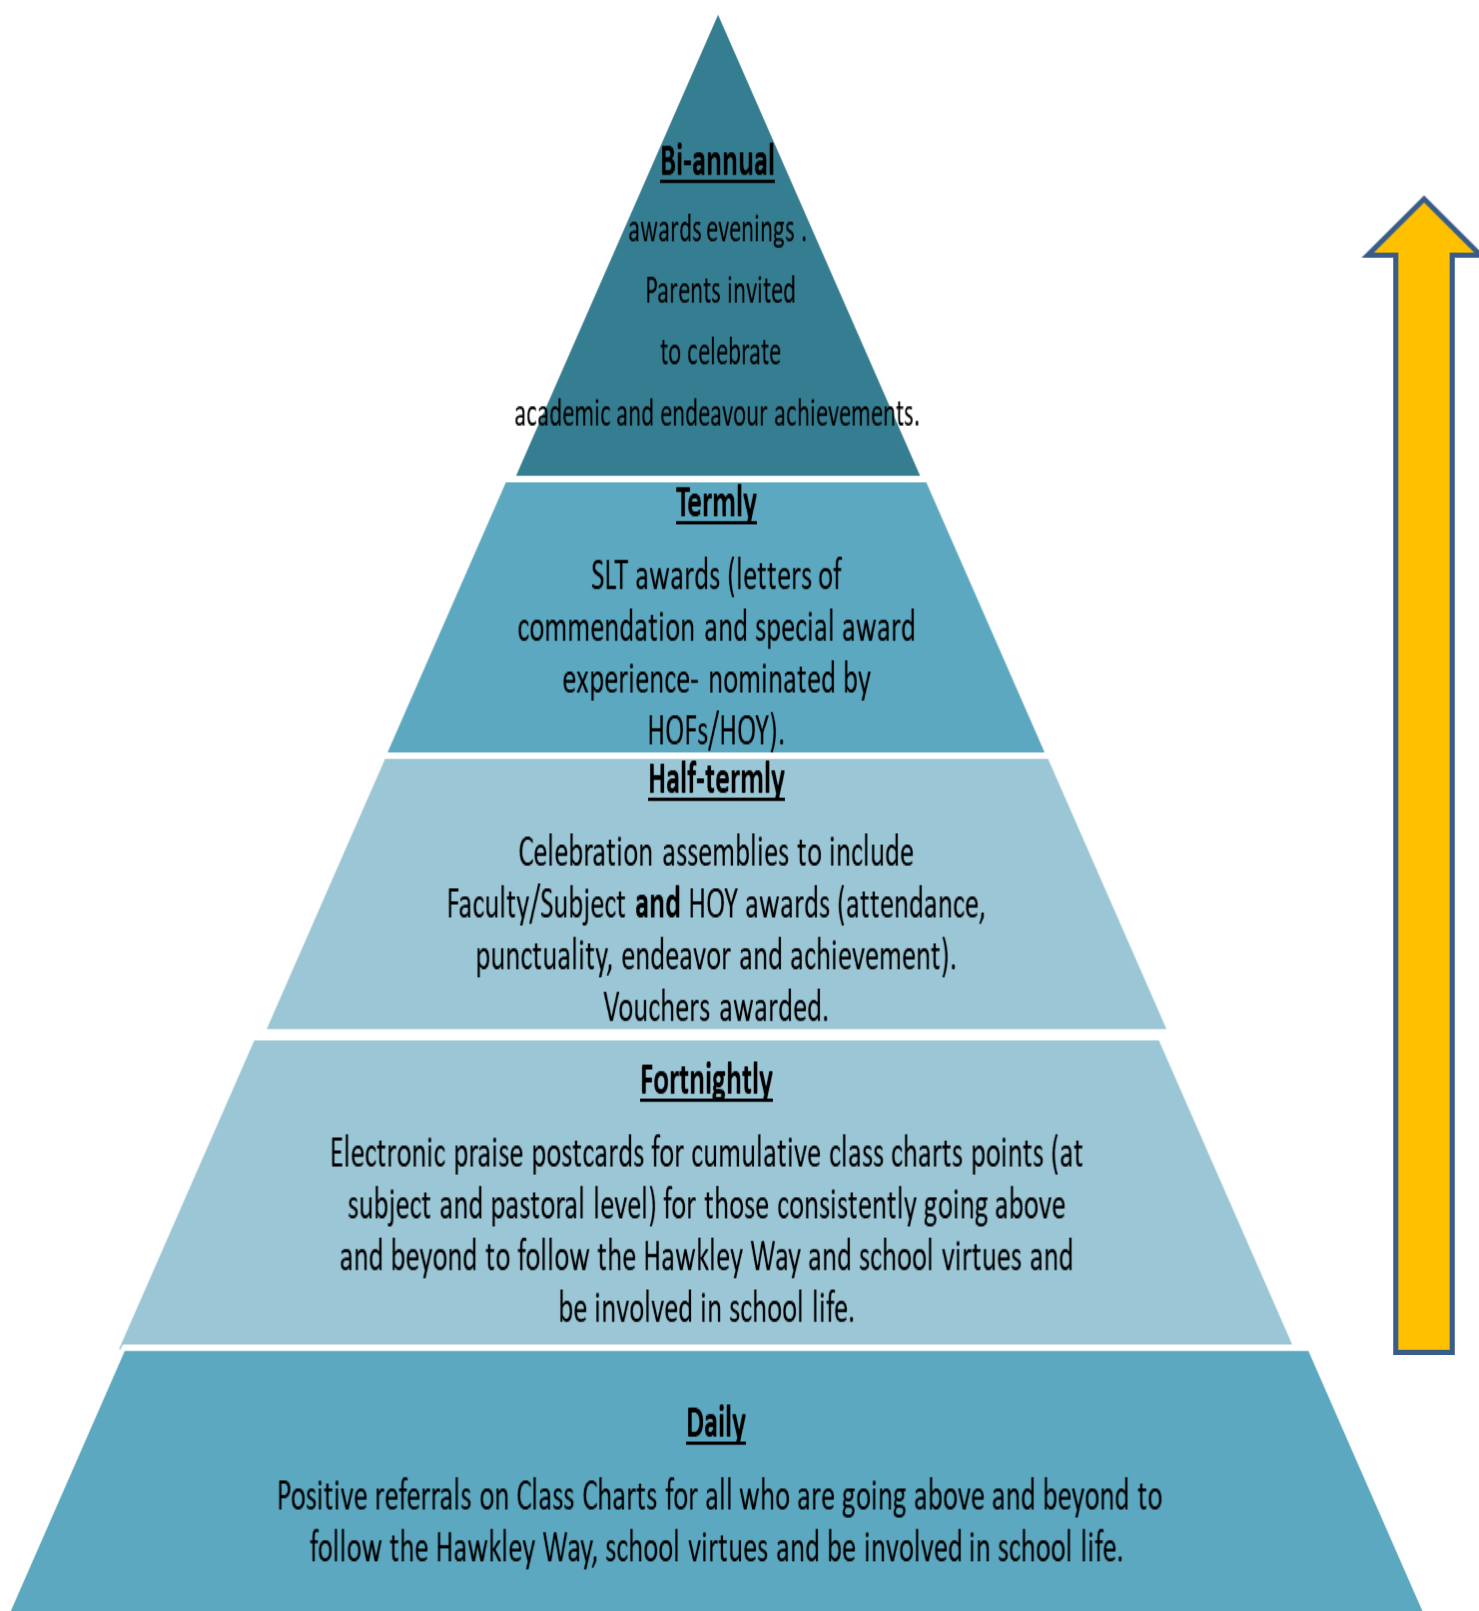 Bi-annual
awards evenings .
Parents invited
to celebrate
academic and endeavour achievements.
Termly
SLT awards (letters of
commendation and special award
experience- nominated by
HOFs/HOY).
Half-termly
Celebration assemblies to include
Faculty/Subject and HOY awards (attendance,
punctuality, endeavor and achievement).
Vouchers awarded.
Fortnightly
Electronic praise postcards for cumulative class charts points (at
subject and pastoral level) for those consistently going above
and beyond to follow the Hawkley Way and school virtues and
be involved in school life.
Daily
Positive referrals on Class Charts for all who are going above and beyond to
follow the Hawkley Way, school virtues and be involved in school life.